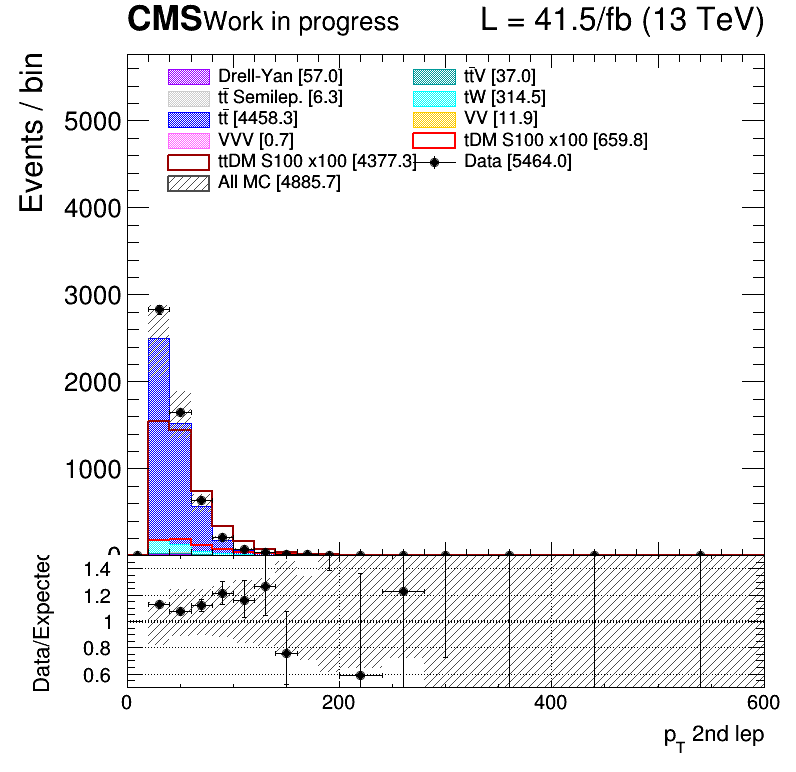 CMS Work in progress L = 41.5/fb (13 TeV)
Events / bin
Drell-Yan [57.0] tt̄V [37.0]
tt̄ Semilep. [6.3] tW [314.5]
tt̄ [4458.3] VV [11.9]
VVV [0.7] tDM S100 x100 [659.8]
ttDM S100 x100 [4377.3] Data [5464.0]
All MC [4885.7]
5000
4000
3000
2000
1000
0
Data/Expected
1.4
1.2
1
0.8
0.6
0 200 400 600
p_T 2nd lep